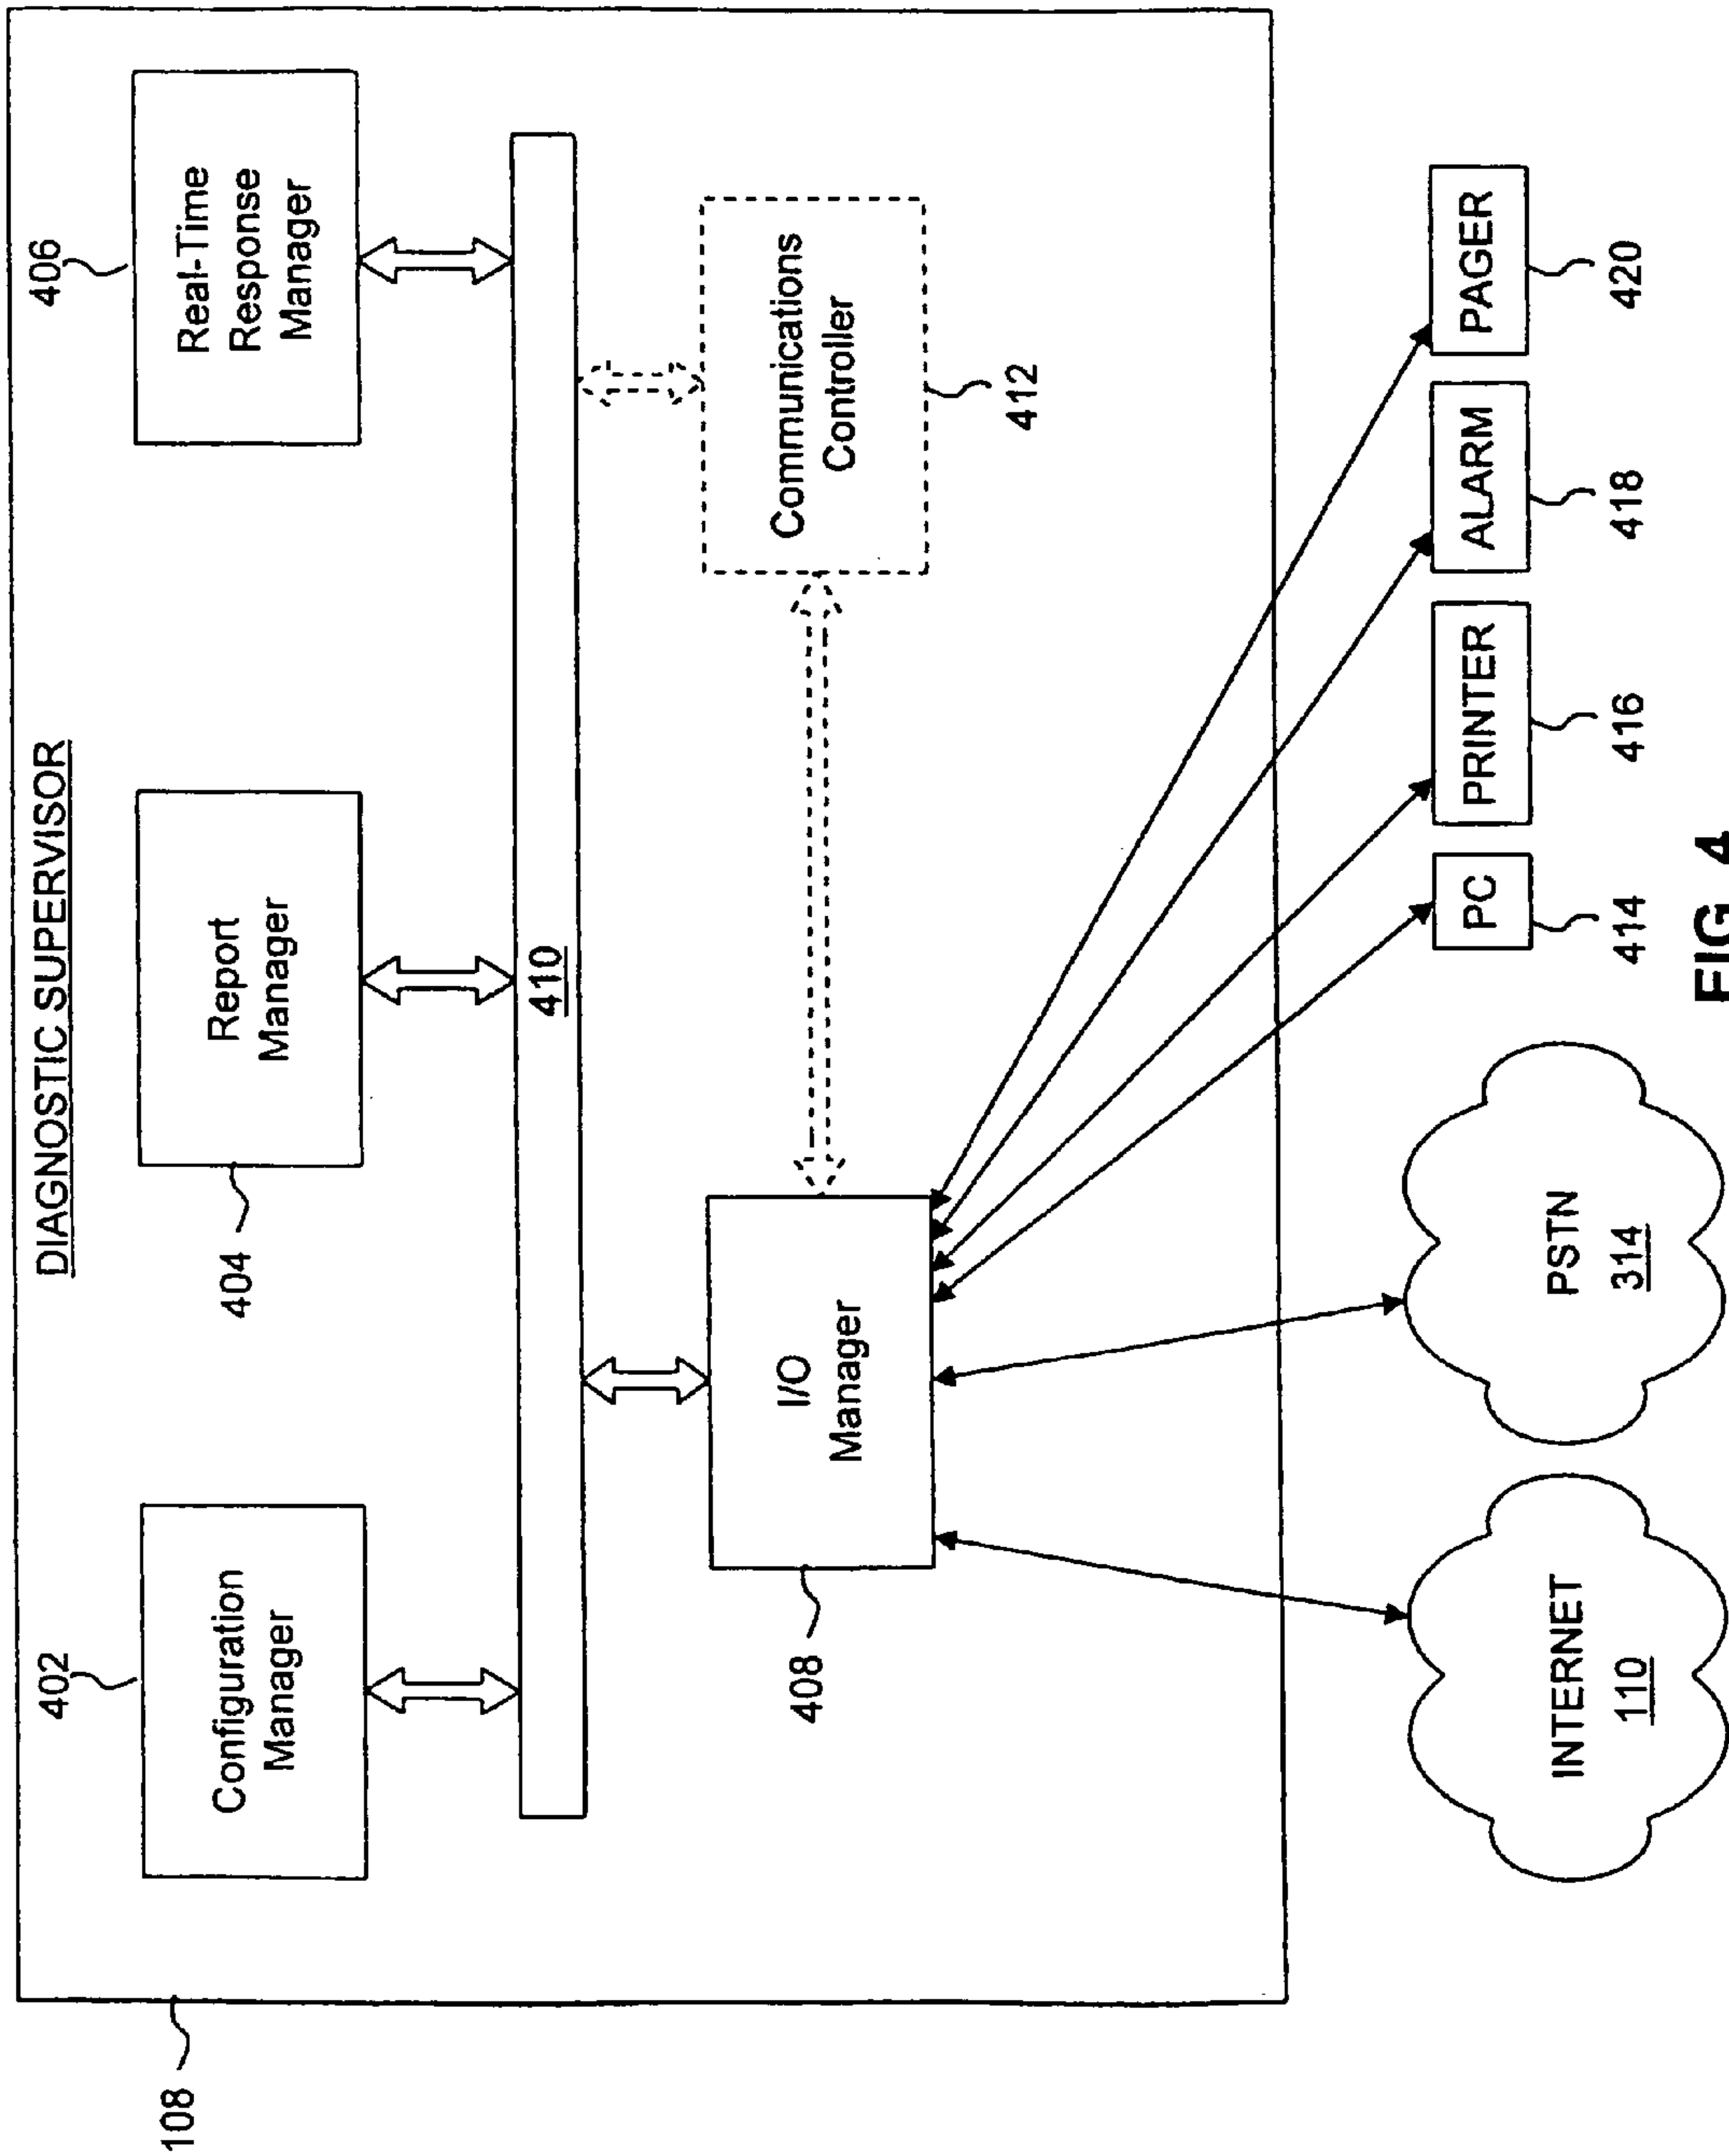 DIAGNOSTIC SUPERVISOR
108
402
Configuration
Manager
404
Report
Manager
406
Real-Time
Response
Manager
410
408
I/O
Manager
Communications
Controller
412
INTERNET
110
PSTN
314
PC
414
PRINTER
416
ALARM
418
PAGER
420
FIG. 4